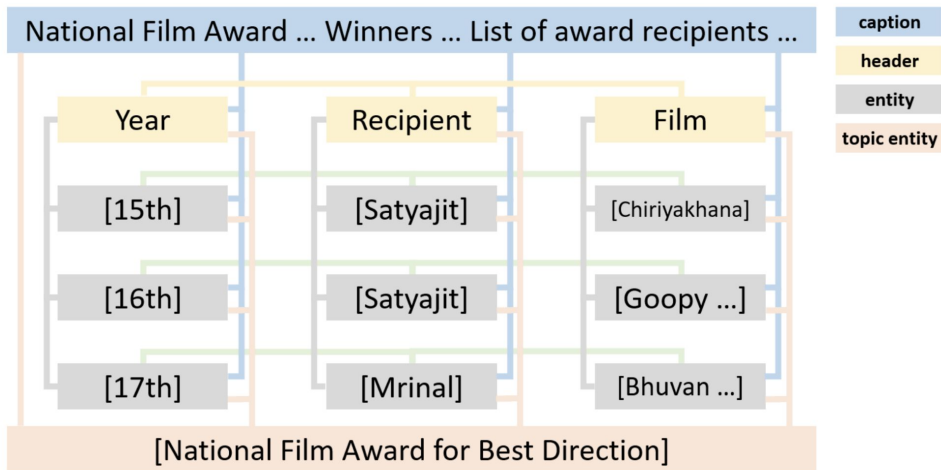 National Film Award ... Winners ... List of award recipients ...
caption
header
entity
topic entity
Year Recipient Film
[15th] [Satyajit] [Chiriyakhana]
[16th] [Satyajit] [Goopy ...]
[17th] [Mrinal] [Bhuvan ...]
[National Film Award for Best Direction]